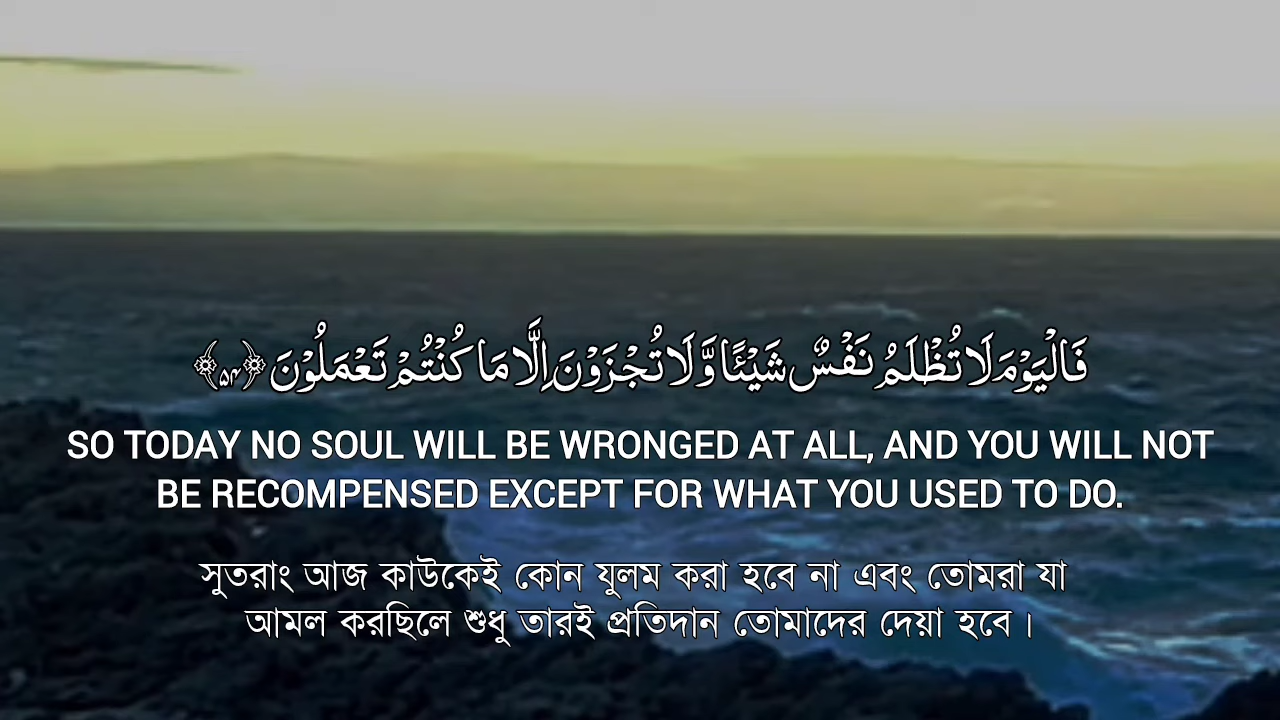 فَالْيَوْمَ لَا تُظْلَمُ نَفْسٌ شَيْـًٔا وَّلَا تُجْزَوْنَ اِلَّا مَا كُنْتُمْ تَعْمَلُوْنَ ﴿۵۴﴾
SO TODAY NO SOUL WILL BE WRONGED AT ALL, AND YOU WILL NOT
BE RECOMPENSED EXCEPT FOR WHAT YOU USED TO DO.
সুতরাং আজ কাউকেই কোন যুলম করা হবে না এবং তোমরা যা
আমল করছিলে শুধু তারই প্রতিদান তোমাদের দেয়া হবে।